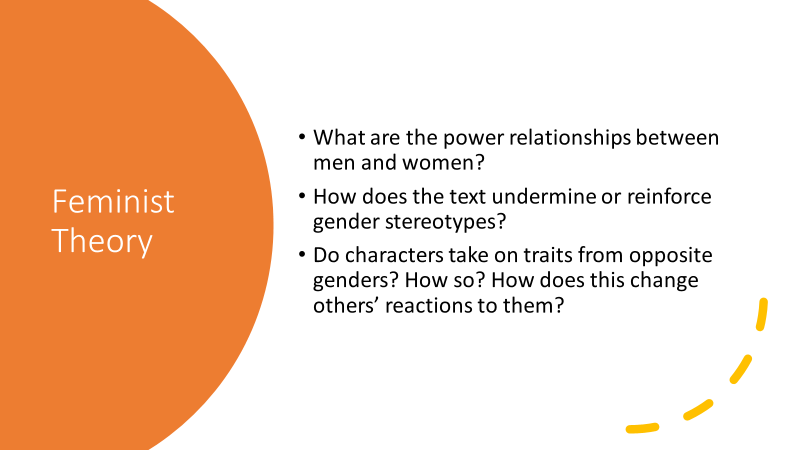 Feminist
Theory
• What are the power relationships between
men and women?
• How does the text undermine or reinforce
gender stereotypes?
• Do characters take on traits from opposite
genders? How so? How does this change
others’ reactions to them?